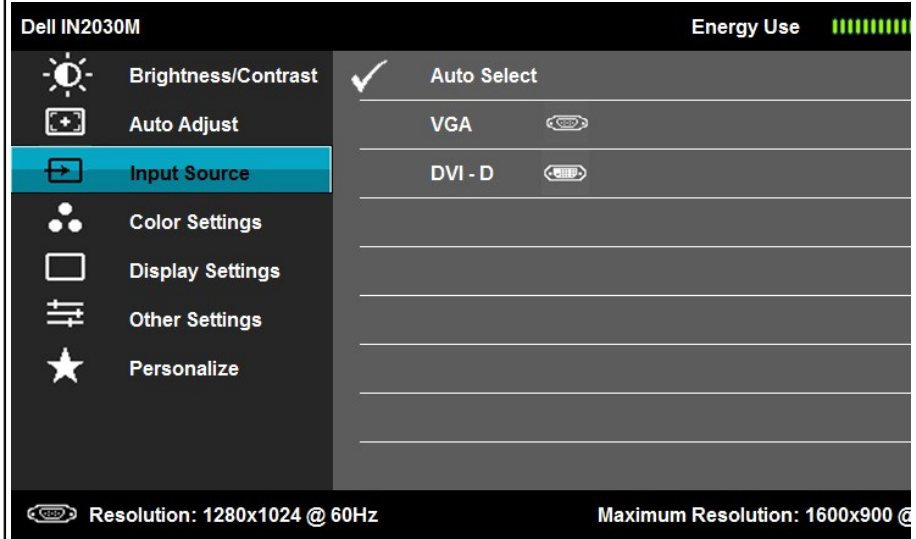 Dell IN2030M Energy Use
Brightness/Contrast Auto Select
Auto Adjust VGA
Input Source DVI - D
Color Settings
Display Settings
Other Settings
Personalize
Resolution: 1280x1024 @ 60Hz Maximum Resolution: 1600x900 @